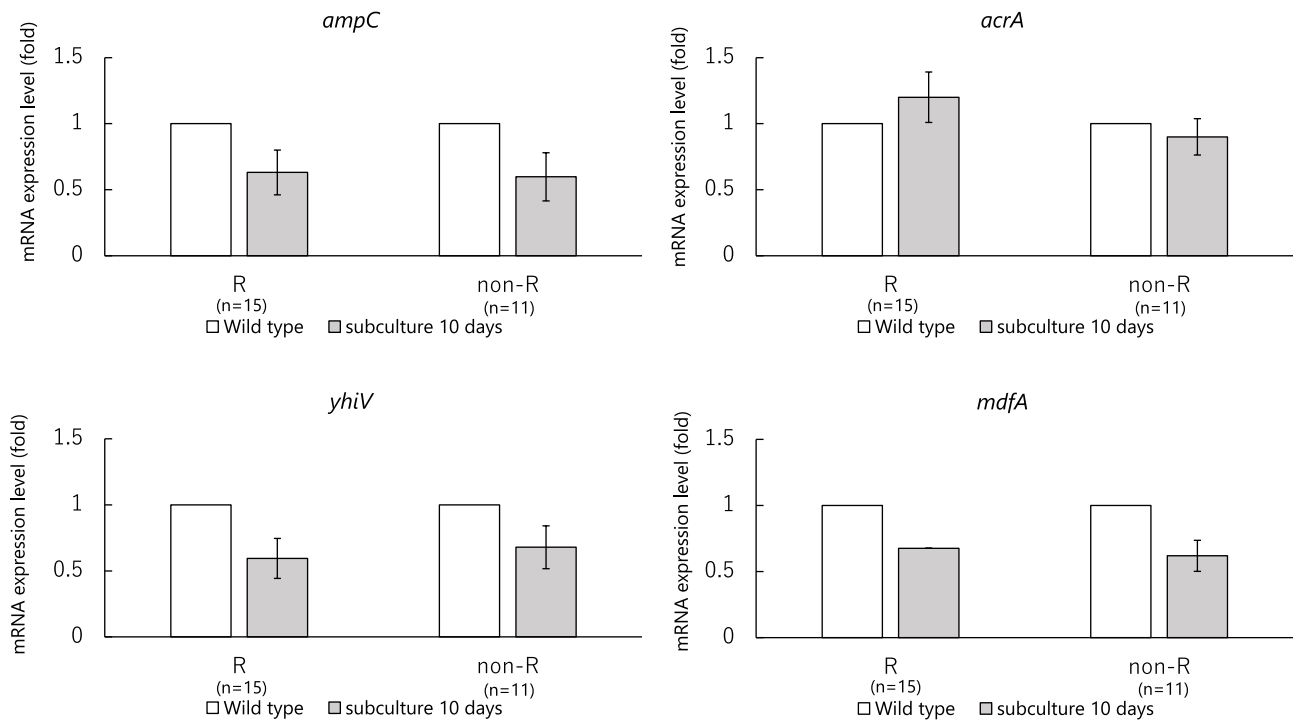 ampC
mRNA expression level (fold)
1.5
1
0.5
0
R
(n=15)
non-R
(n=11)
Wild type
subculture 10 days
acrA
mRNA expression level (fold)
1.5
1
0.5
0
R
(n=15)
non-R
(n=11)
Wild type
subculture 10 days
yhiV
mRNA expression level (fold)
1.5
1
0.5
0
R
(n=15)
non-R
(n=11)
Wild type
subculture 10 days
mdfA
mRNA expression level (fold)
1.5
1
0.5
0
R
(n=15)
non-R
(n=11)
Wild type
subculture 10 days